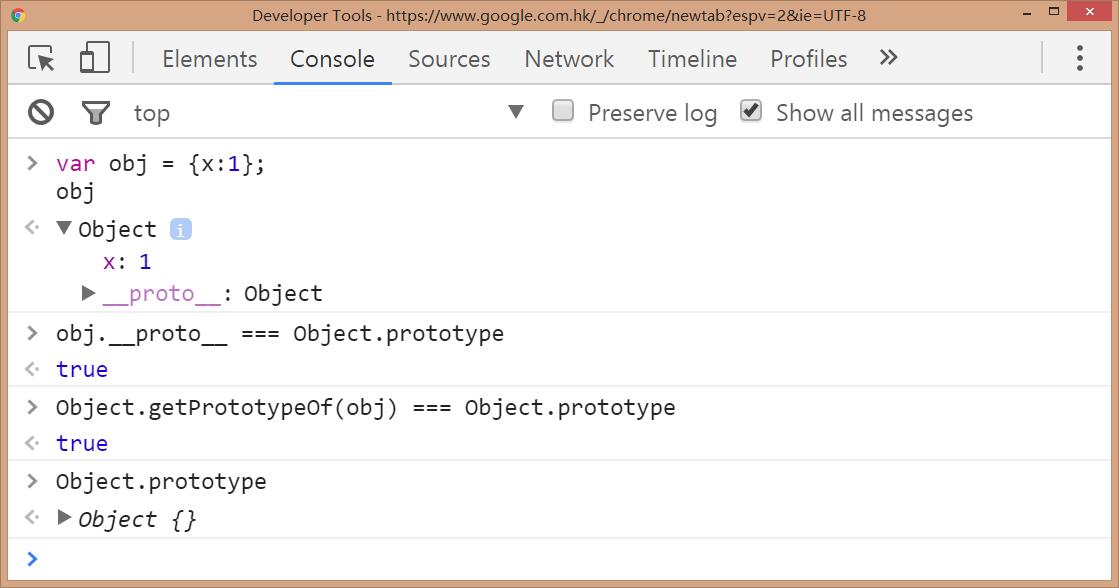 Developer Tools - https://www.google.com.hk/_/chrome/newtab?espv=2&ie=UTF-8
Elements Console Sources Network Timeline Profiles »
top Preserve log Show all messages
> var obj = {x:1};
obj
Object i
x: 1
__proto__: Object
> obj.__proto__ === Object.prototype
true
> Object.getPrototypeOf(obj) === Object.prototype
true
> Object.prototype
Object {}
>